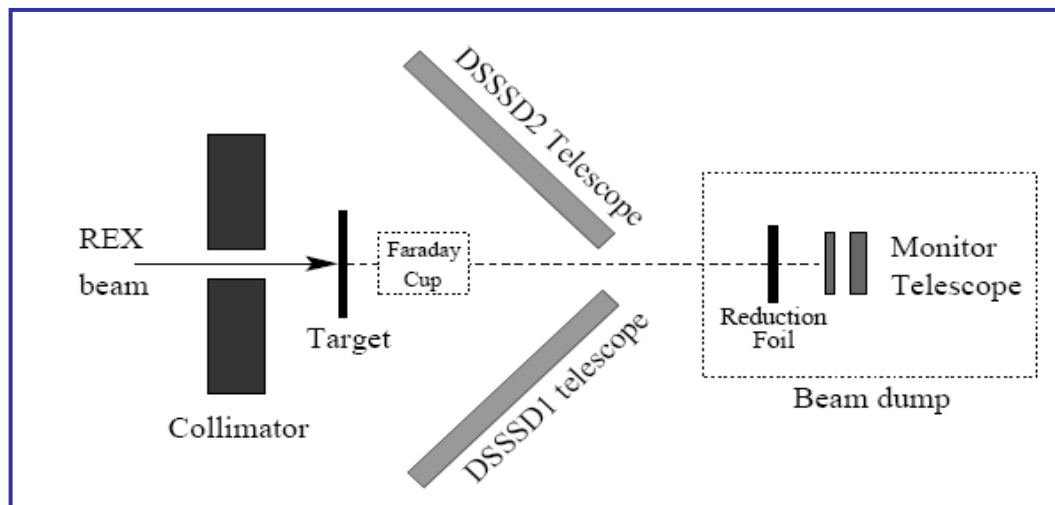 REX
beam
Collimator
Target
Faraday
Cup
DSSSD2 Telescope
DSSSD1 telescope
Reduction
Foil
Monitor
Telescope
Beam dump